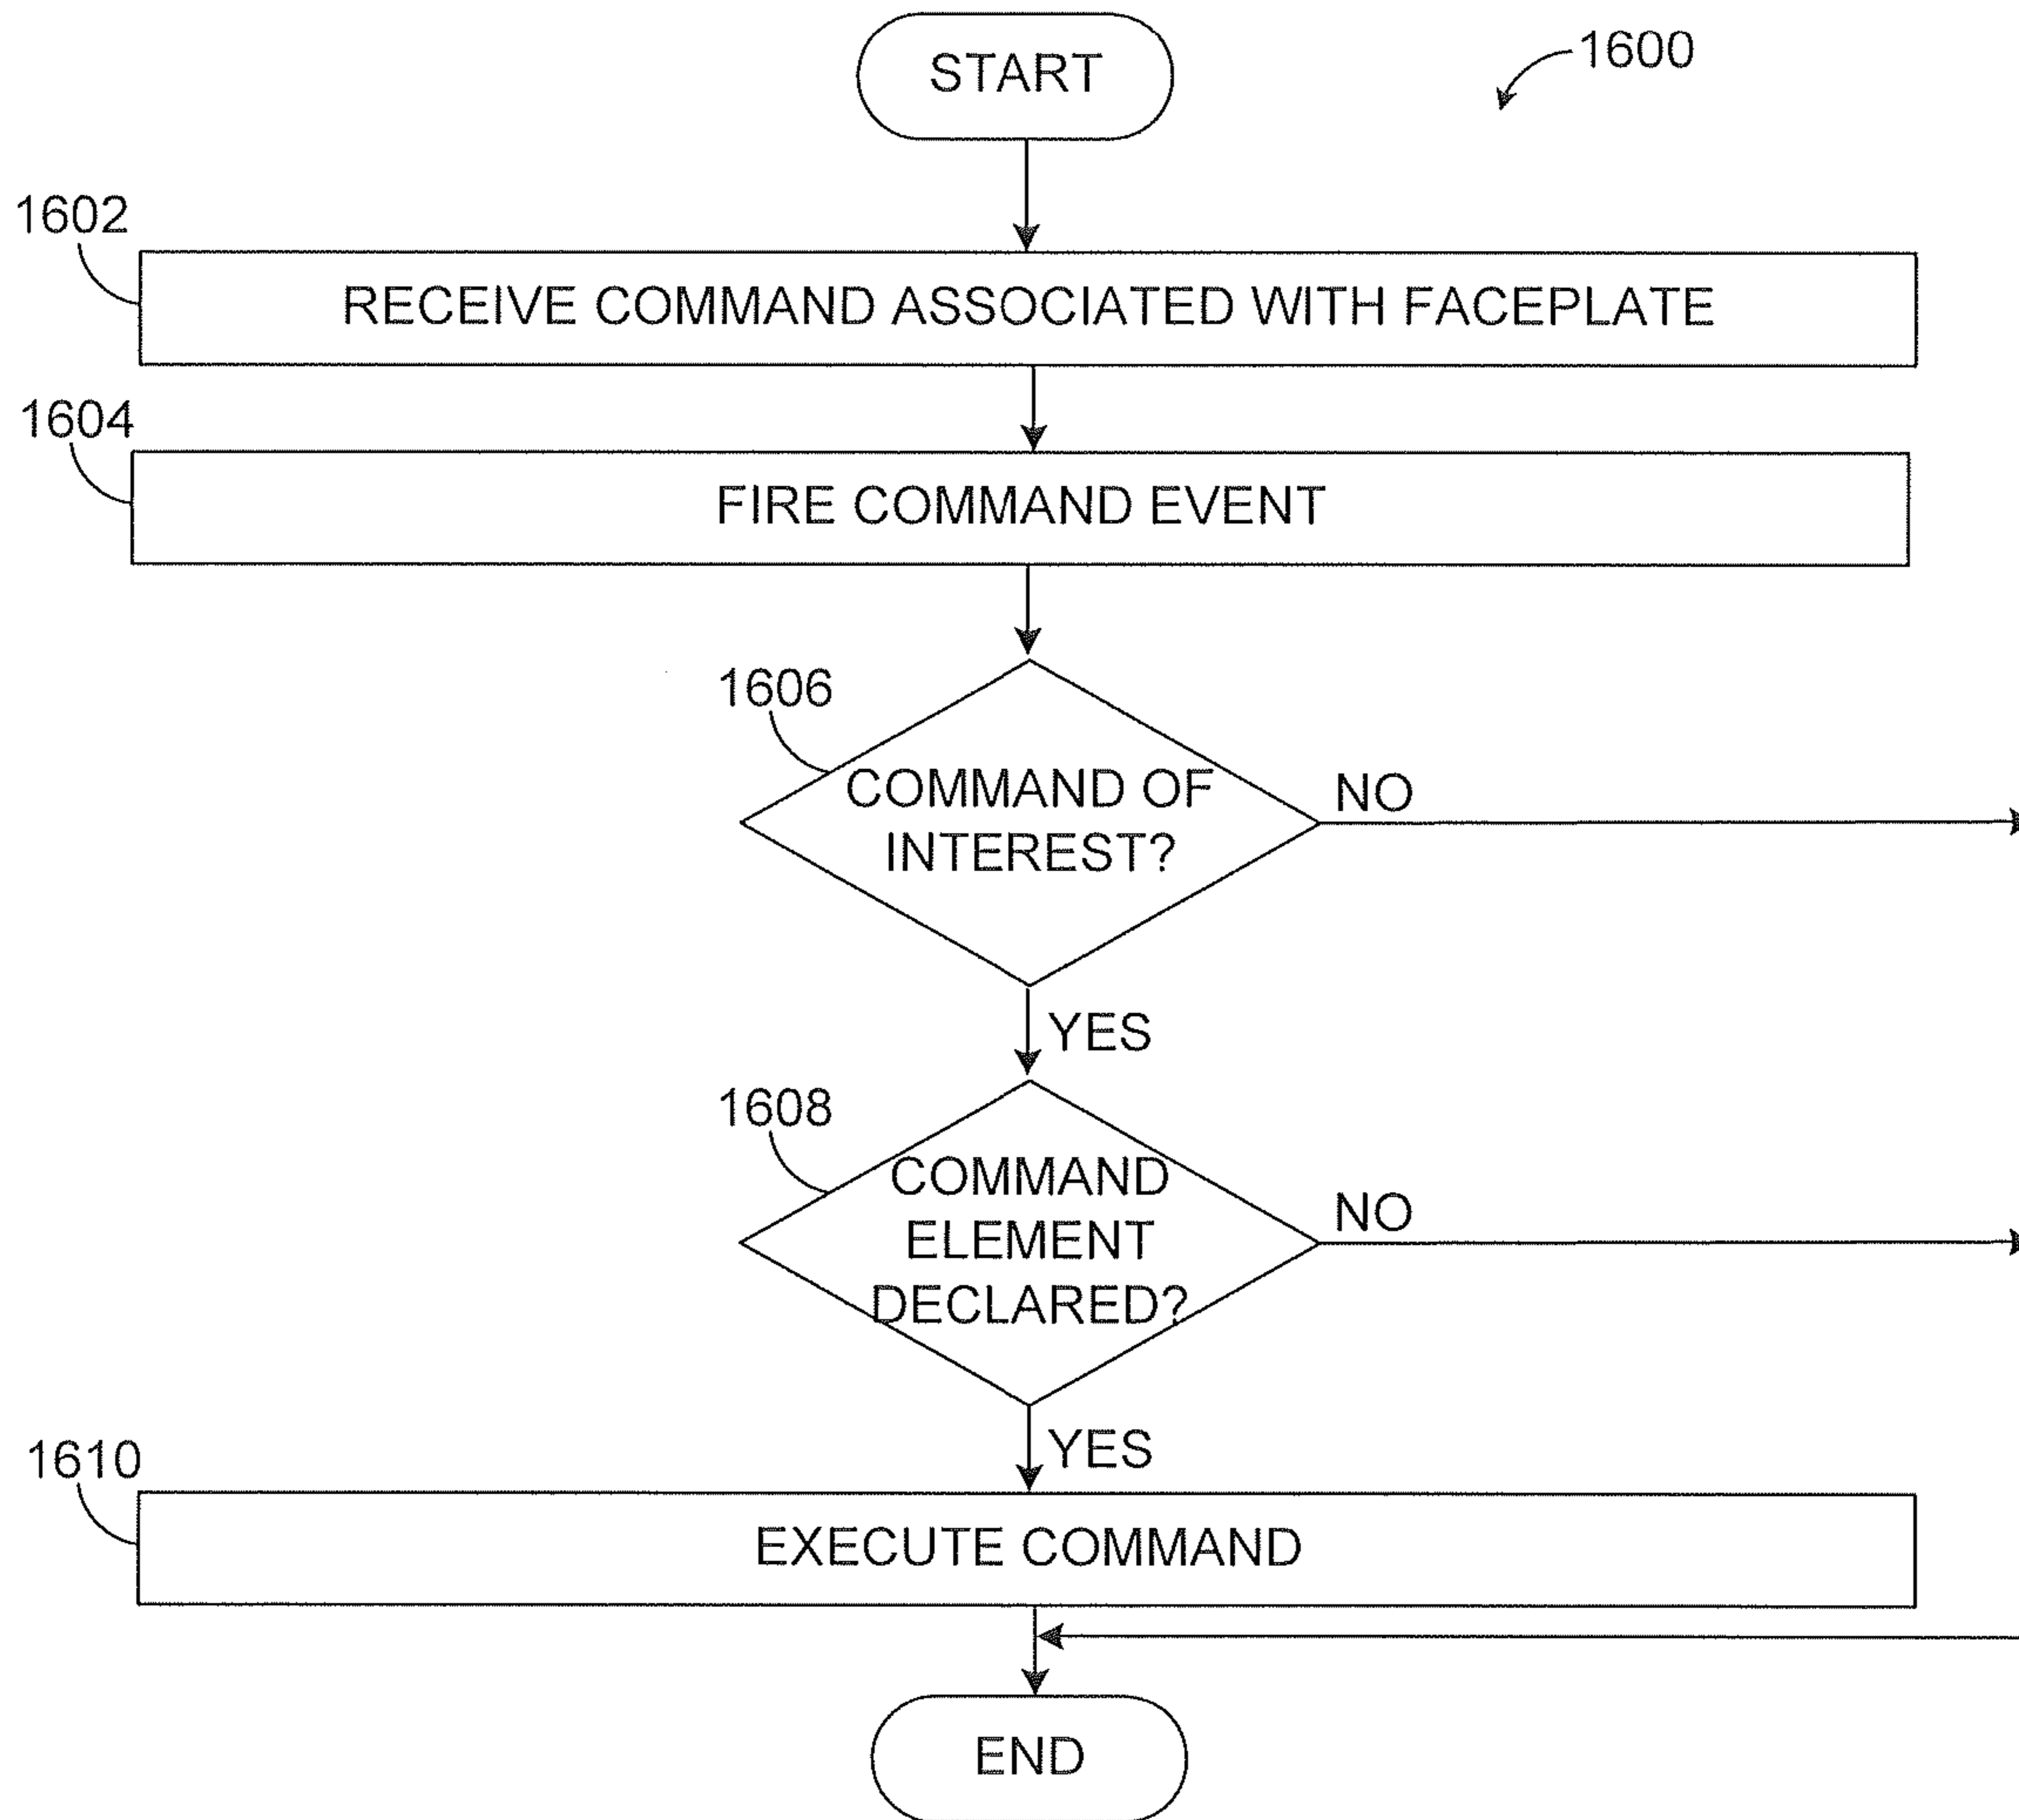 START
1600
1602
RECEIVE COMMAND ASSOCIATED WITH FACEPLATE
1604
FIRE COMMAND EVENT
1606
COMMAND OF
INTEREST?
NO
YES
1608
COMMAND
ELEMENT
DECLARED?
NO
YES
1610
EXECUTE COMMAND
END